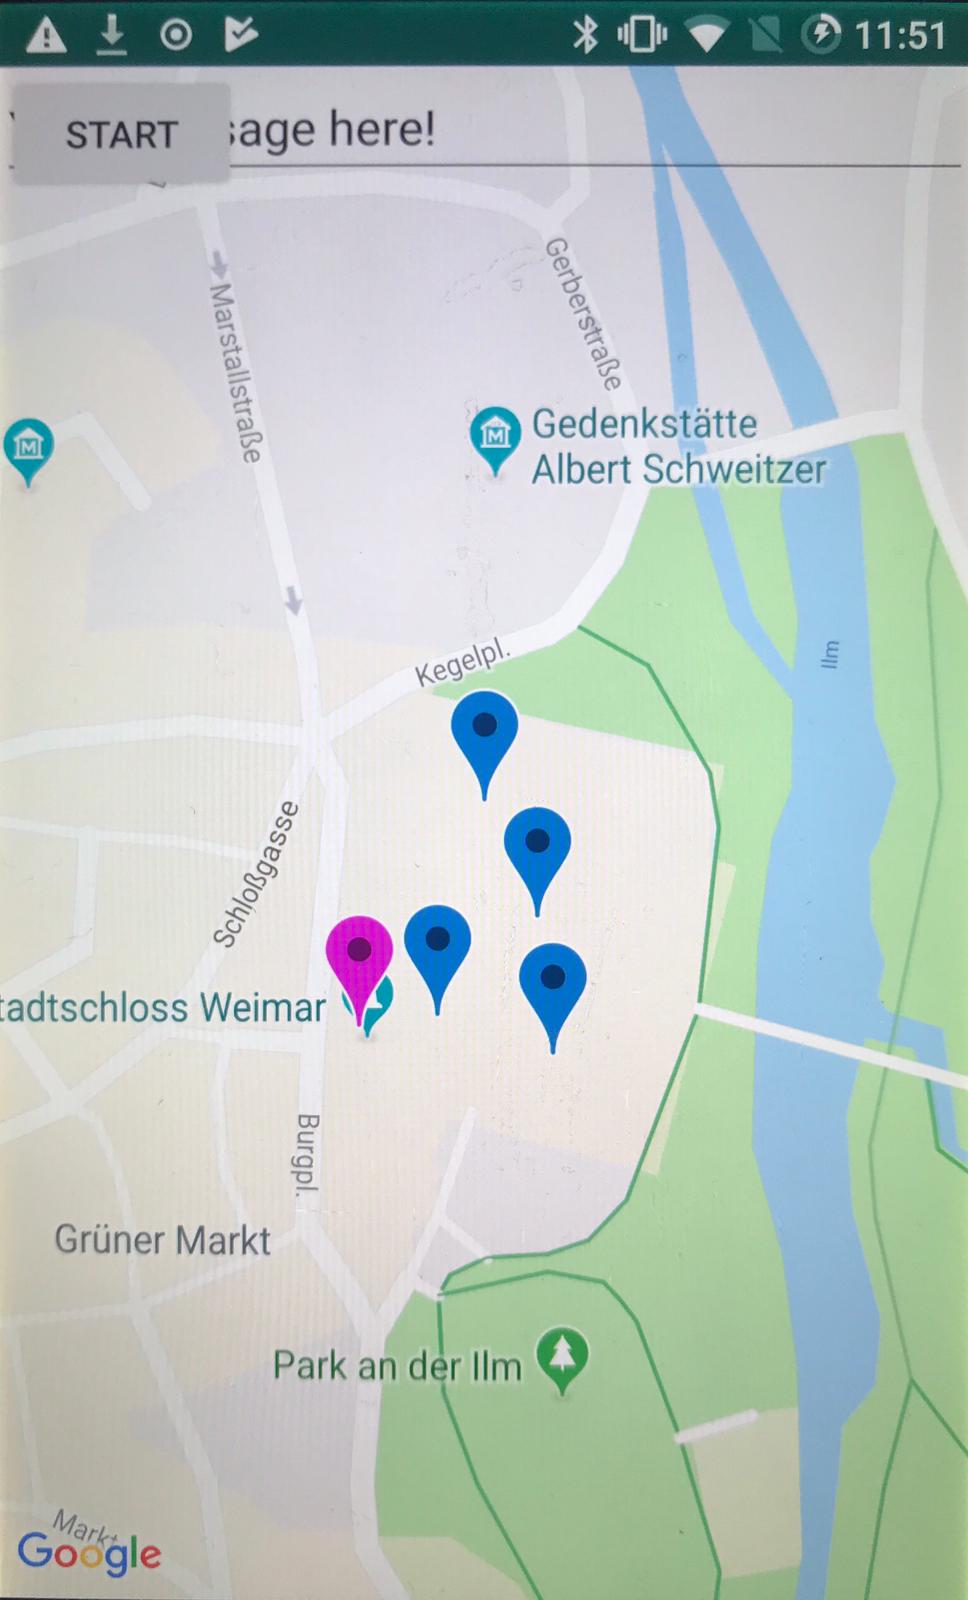 11:51
START
sage here!
Gerberstraße
Marstallstraße
M
M
Gedenkstätte
Albert Schweitzer
Ilm
Kegelpl.
Schloßgasse
tadtschloss Weimar
Burgpl.
Grüner Markt
Park an der Ilm
Markt
Google